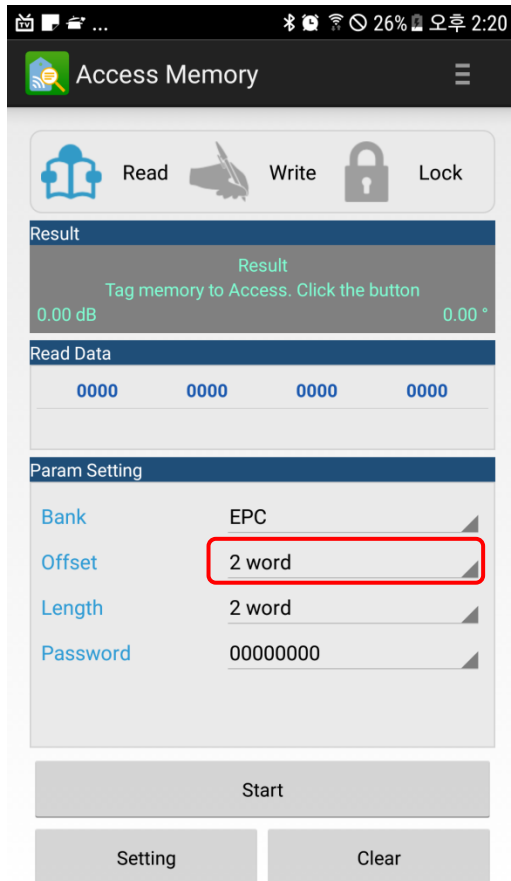 ... 26% 오후 2:20
Access Memory
Read Write Lock
Result
Result
Tag memory to Access. Click the button
0.00 dB 0.00 °
Read Data
0000 0000 0000 0000
Param Setting
Bank EPC
Offset 2 word
Length 2 word
Password 00000000
Start
Setting Clear